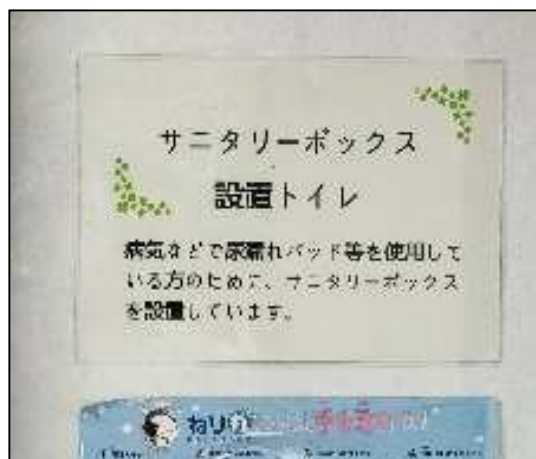 サニタリーボックス
設置トイレ
病気などで尿漏れパッド等を使用して
いる方のために、サニタリーボックス
を設置しています。